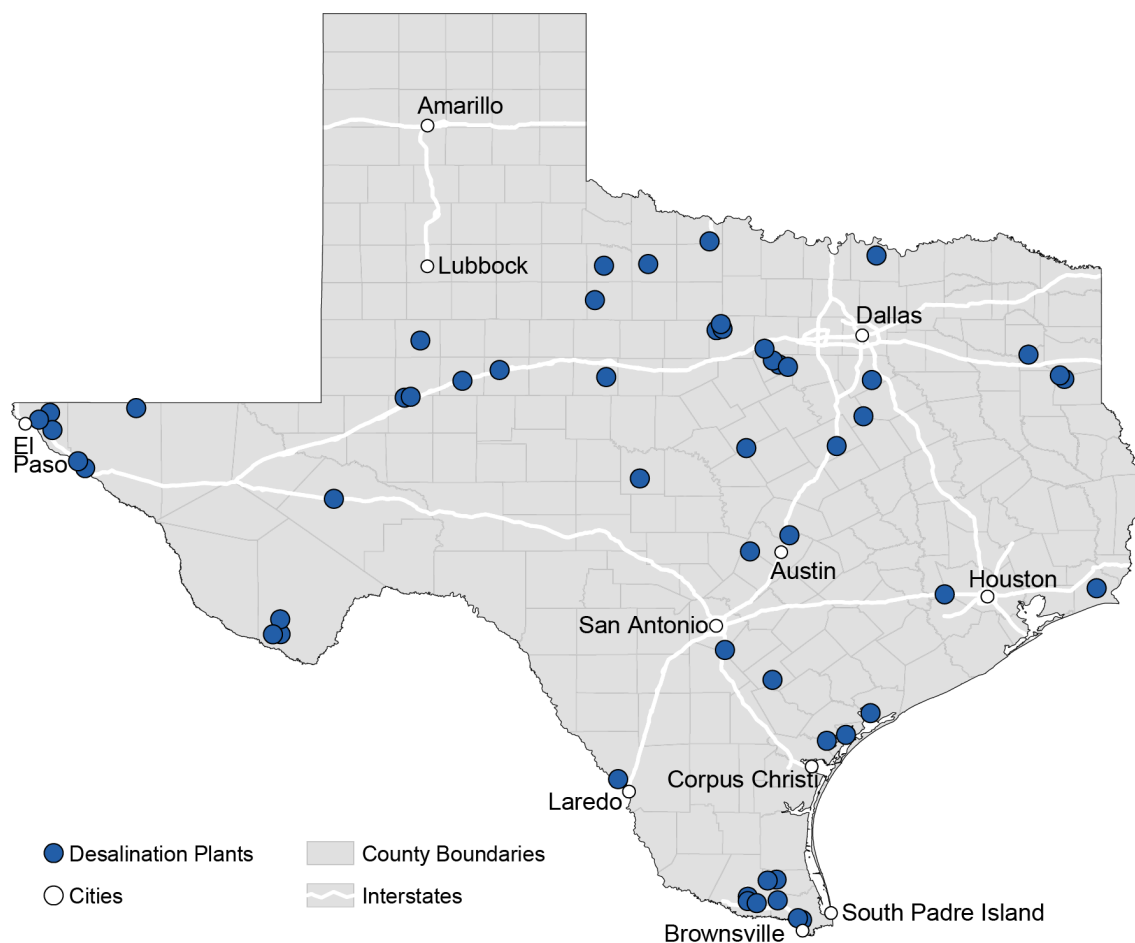 Amarillo
Lubbock
Dallas
El
Paso
Austin
Houston
San Antonio
Corpus Christi
Laredo
Desalination Plants
County Boundaries
Cities
Interstates
South Padre Island
Brownsville